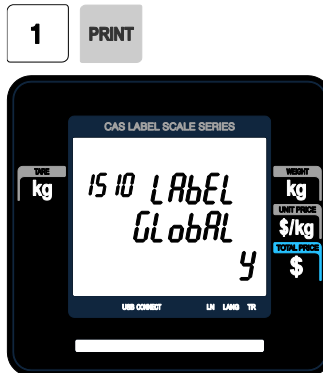 1 PRINT
CAS LABEL SCALE SERIES
TARE
kg
1510 LAbEL
GLobAL
y
WEIGHT
kg
UNIT PRICE
$/kg
TOTAL PRICE
$
USB CONNECT LN LANG TR